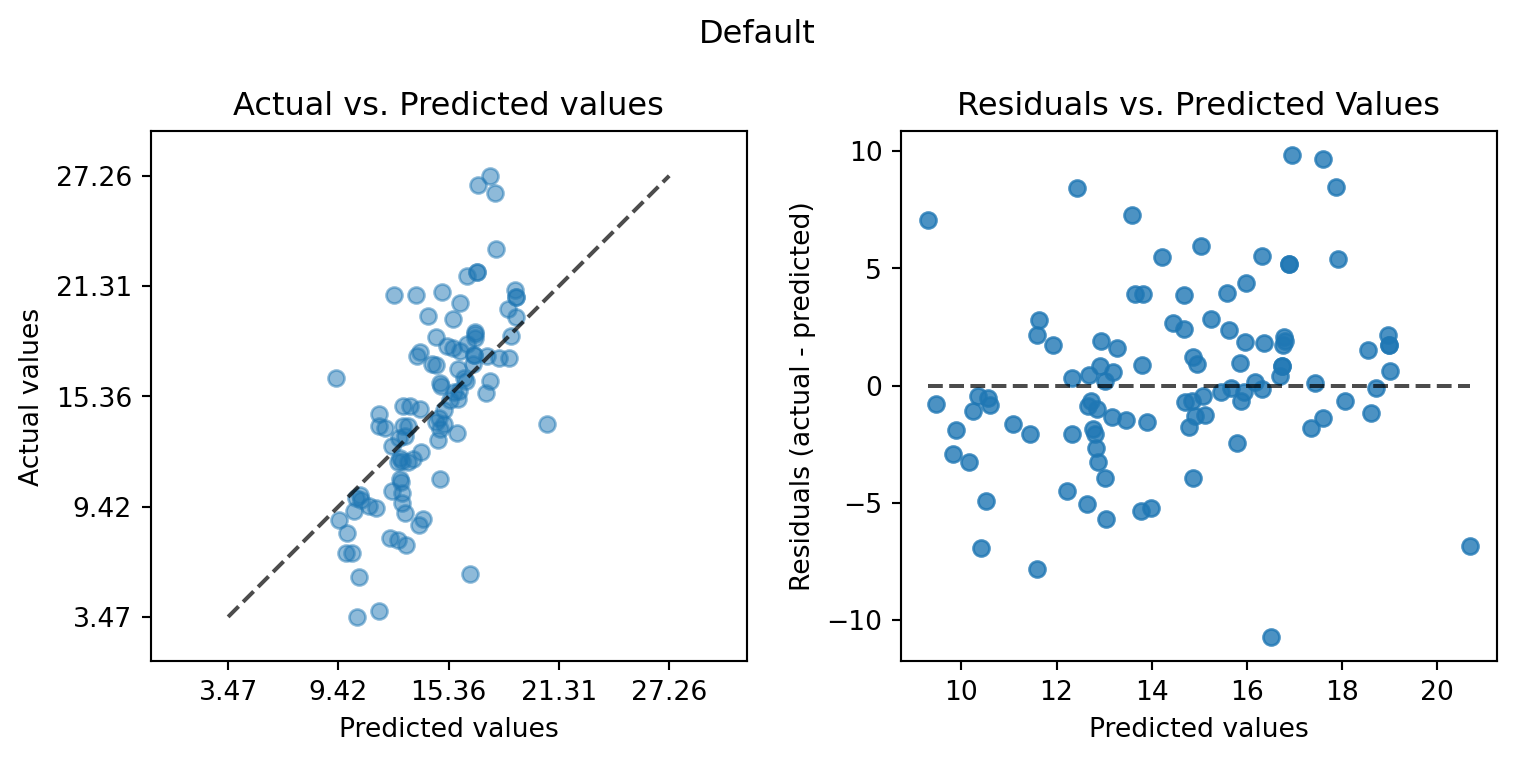 Default
Actual vs. Predicted values
27.26
21.31
15.36
9.42
3.47
Actual values
3.47 9.42 15.36 21.31 27.26
Predicted values
Residuals vs. Predicted Values
10
5
0
−5
−10
Residuals (actual - predicted)
10 12 14 16 18 20
Predicted values